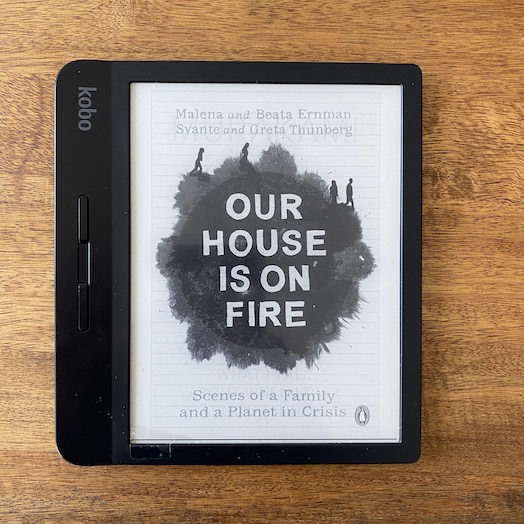 kobo
Malena and Beata Ernman
Svante and Greta Thunberg
OUR
HOUSE
IS ON
FIRE
Scenes of a Family
and a Planet in Crisis